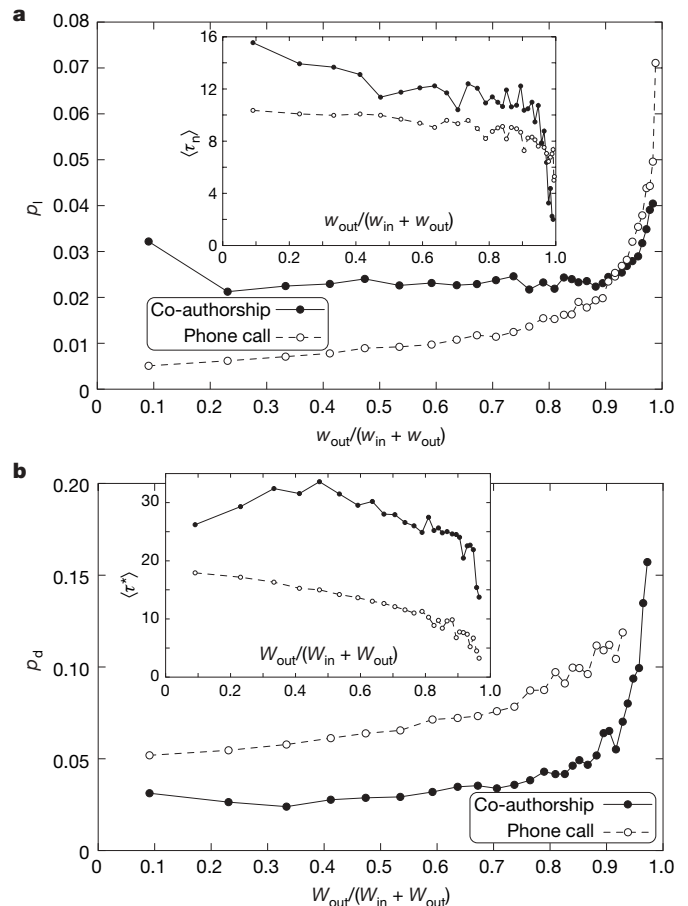 a
0.08
0.07
0.06
0.05
0.04
0.03
0.02
0.01
0
p_l
16
12
8
4
0
⟨τ_n⟩
0 0.2 0.4 0.6 0.8 1.0
w_out/(w_in + w_out)
Co-authorship
Phone call
0 0.1 0.2 0.3 0.4 0.5 0.6 0.7 0.8 0.9 1.0
w_out/(w_in + w_out)
b
0.20
0.15
0.10
0.05
0
p_d
30
20
10
0
⟨τ*⟩
0 0.2 0.4 0.6 0.8 1.0
W_out/(W_in + W_out)
Co-authorship
Phone call
0 0.1 0.2 0.3 0.4 0.5 0.6 0.7 0.8 0.9 1.0
W_out/(W_in + W_out)